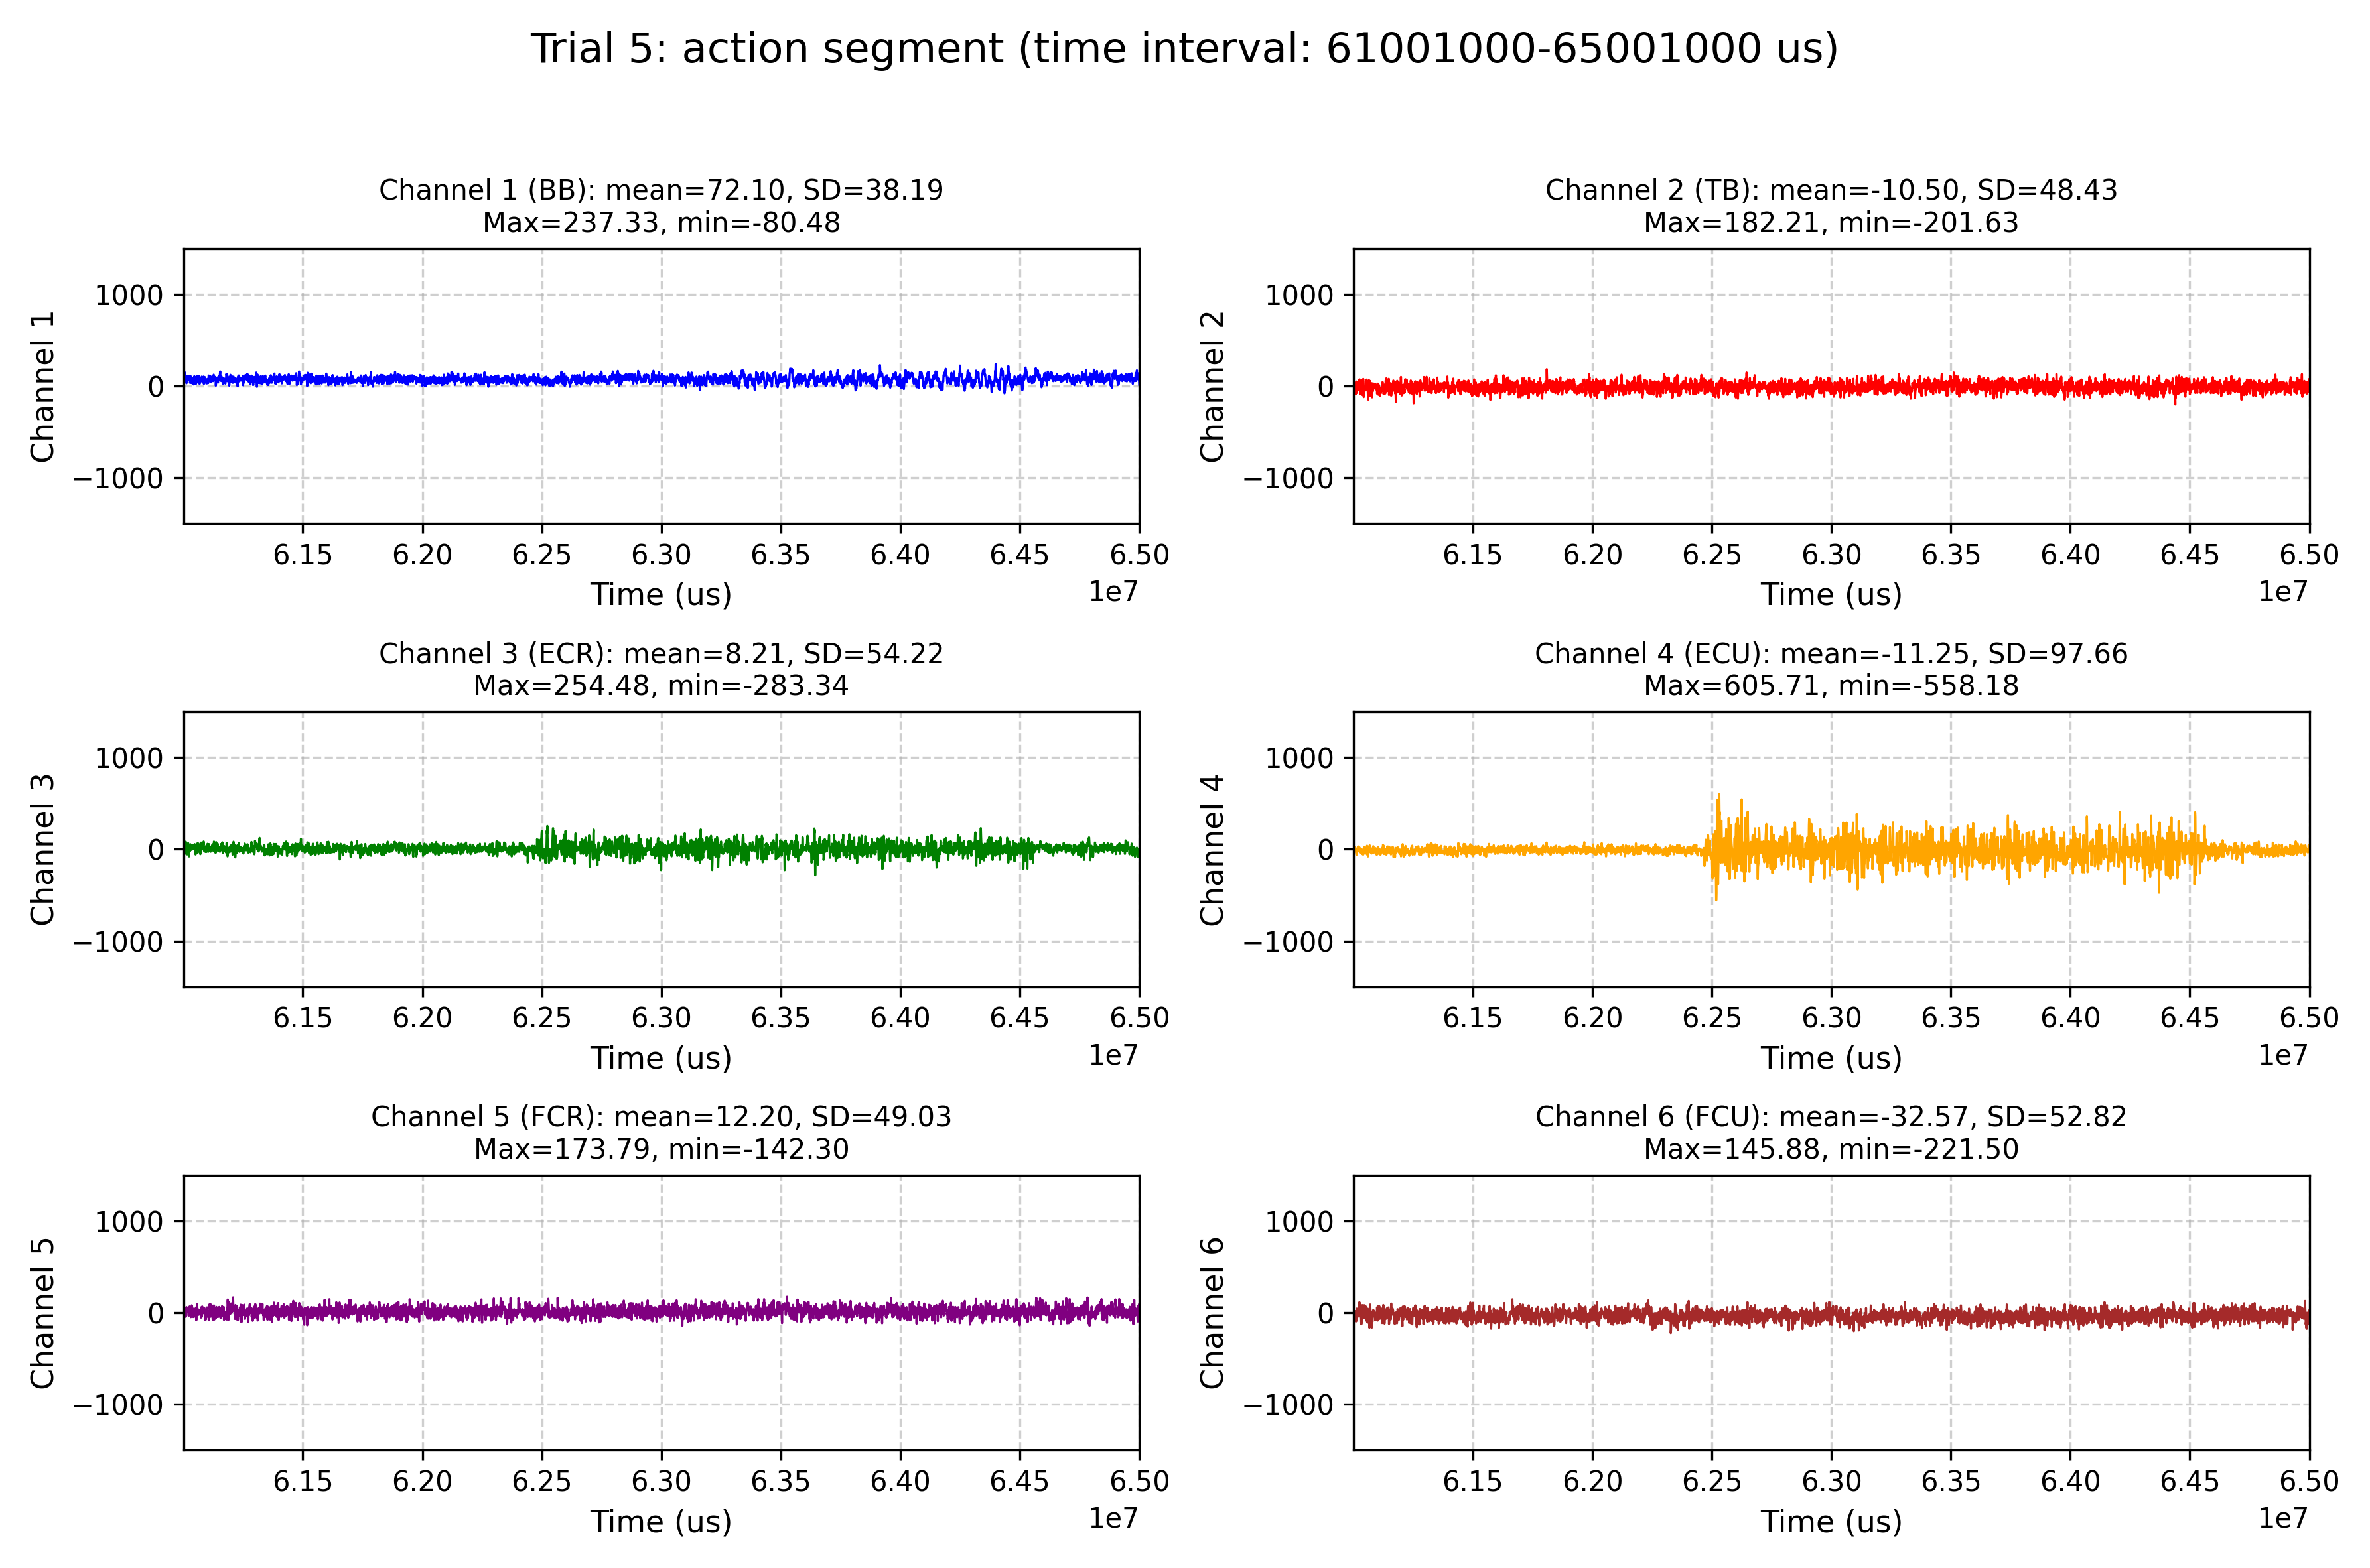 Trial 5: action segment (time interval: 61001000-65001000 us)
Channel 1 (BB): mean=72.10, SD=38.19
Max=237.33, min=-80.48
Channel 1
1000
0
−1000
6.15 6.20 6.25 6.30 6.35 6.40 6.45 6.50
Time (us)
1e7
Channel 2 (TB): mean=-10.50, SD=48.43
Max=182.21, min=-201.63
Channel 2
1000
0
−1000
6.15 6.20 6.25 6.30 6.35 6.40 6.45 6.50
Time (us)
1e7
Channel 3 (ECR): mean=8.21, SD=54.22
Max=254.48, min=-283.34
Channel 3
1000
0
−1000
6.15 6.20 6.25 6.30 6.35 6.40 6.45 6.50
Time (us)
1e7
Channel 4 (ECU): mean=-11.25, SD=97.66
Max=605.71, min=-558.18
Channel 4
1000
0
−1000
6.15 6.20 6.25 6.30 6.35 6.40 6.45 6.50
Time (us)
1e7
Channel 5 (FCR): mean=12.20, SD=49.03
Max=173.79, min=-142.30
Channel 5
1000
0
−1000
6.15 6.20 6.25 6.30 6.35 6.40 6.45 6.50
Time (us)
1e7
Channel 6 (FCU): mean=-32.57, SD=52.82
Max=145.88, min=-221.50
Channel 6
1000
0
−1000
6.15 6.20 6.25 6.30 6.35 6.40 6.45 6.50
Time (us)
1e7